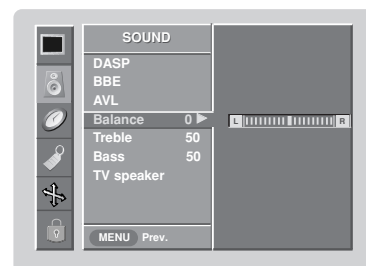 SOUND
DASP
BBE
AVL
Balance 0 ▶
L R
Treble 50
Bass 50
TV speaker
MENU Prev.